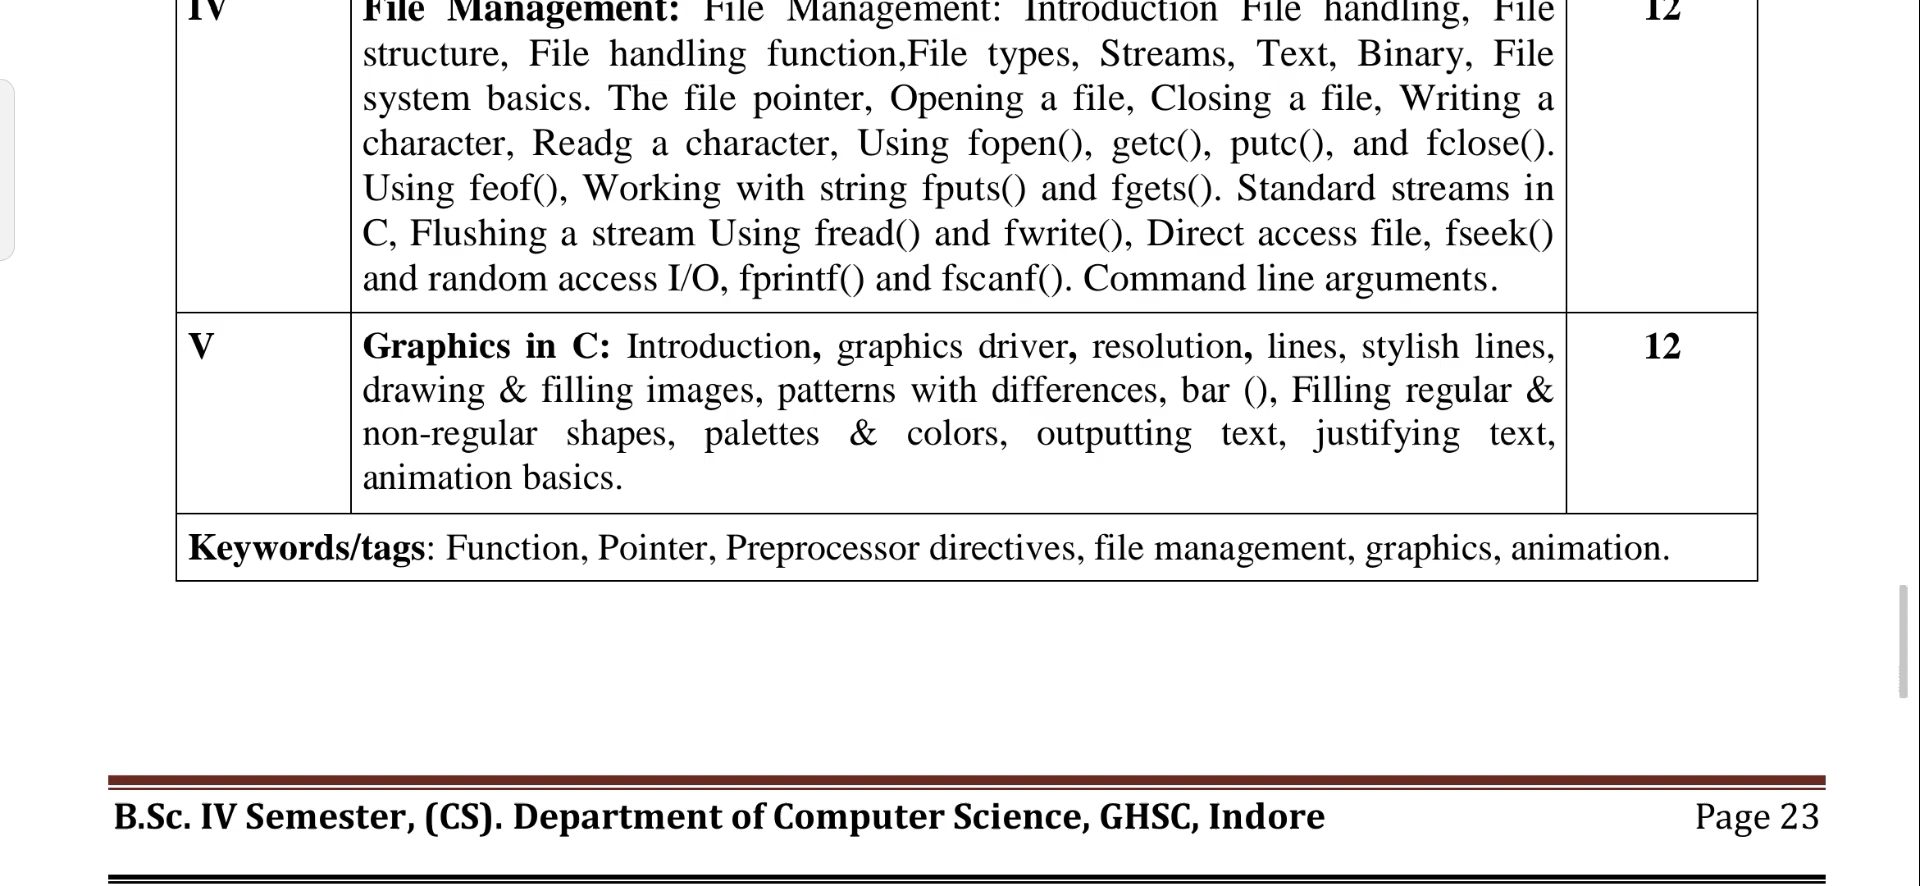 IV File Management: File Management: Introduction File handling, File 12
structure, File handling function,File types, Streams, Text, Binary, File
system basics. The file pointer, Opening a file, Closing a file, Writing a
character, Readg a character, Using fopen(), getc(), putc(), and fclose().
Using feof(), Working with string fputs() and fgets(). Standard streams in
C, Flushing a stream Using fread() and fwrite(), Direct access file, fseek()
and random access I/O, fprintf() and fscanf(). Command line arguments.
V Graphics in C: Introduction, graphics driver, resolution, lines, stylish lines, 12
drawing & filling images, patterns with differences, bar (), Filling regular &
non-regular shapes, palettes & colors, outputting text, justifying text,
animation basics.
Keywords/tags: Function, Pointer, Preprocessor directives, file management, graphics, animation.
B.Sc. IV Semester, (CS). Department of Computer Science, GHSC, Indore Page 23